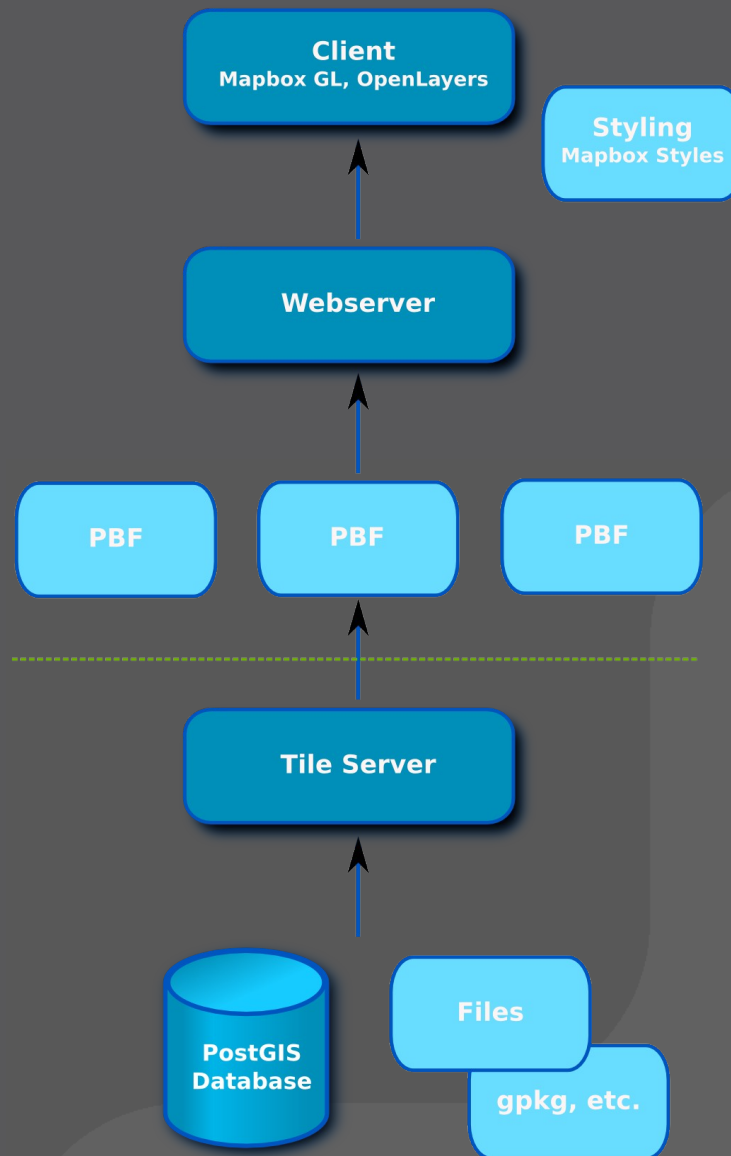 Client
Mapbox GL, OpenLayers
Styling
Mapbox Styles
Webserver
PBF
PBF
PBF
Tile Server
PostGIS
Database
Files
gpkg, etc.